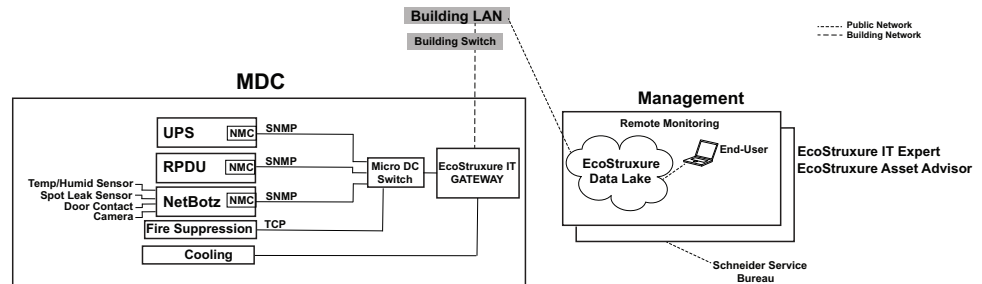 Building LAN
Building Switch
Public Network
Building Network
MDC
UPS
NMC
SNMP
RPDU
NMC
SNMP
Micro DC
Switch
EcoStruxure IT
GATEWAY
Temp/Humid Sensor
Spot Leak Sensor
Door Contact
Camera
NetBotz
NMC
SNMP
Fire Suppression
TCP
Cooling
Management
Remote Monitoring
EcoStruxure
Data Lake
End-User
EcoStruxure IT Expert
EcoStruxure Asset Advisor
Schneider Service
Bureau